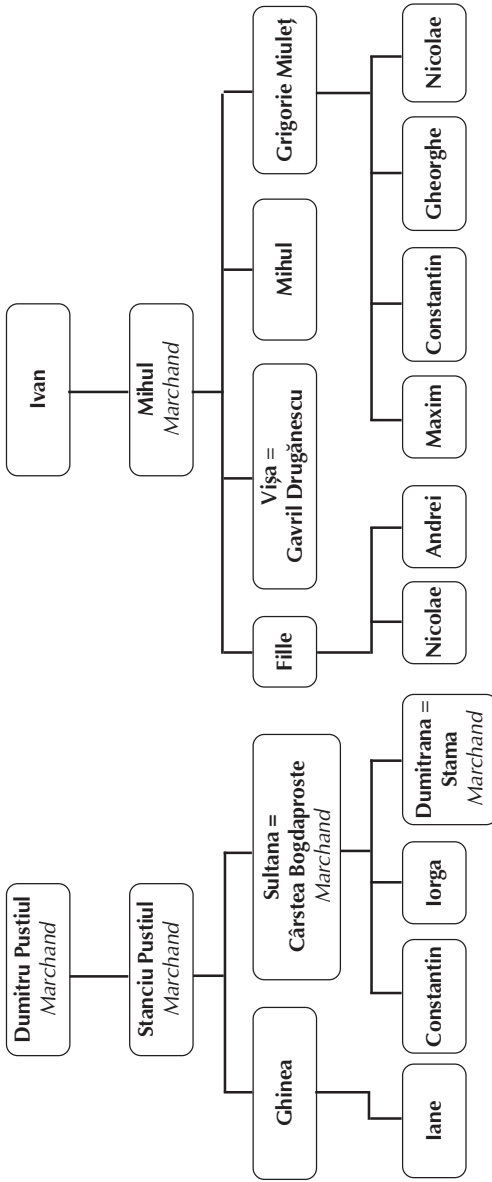 Dumitru Pustiul
Marchand
Stanciu Pustiul
Marchand
Ghinea
Sultana =
Cârstea Bogdaproste
Marchand
Iane
Constantin
Iorga
Dumitrana =
Stama
Marchand
Ivan
Mihul
Marchand
Fille
Vișa =
Gavril Drugănescu
Mihul
Grigorie Miuleț
Nicolae
Andrei
Maxim
Constantin
Gheorghe
Nicolae